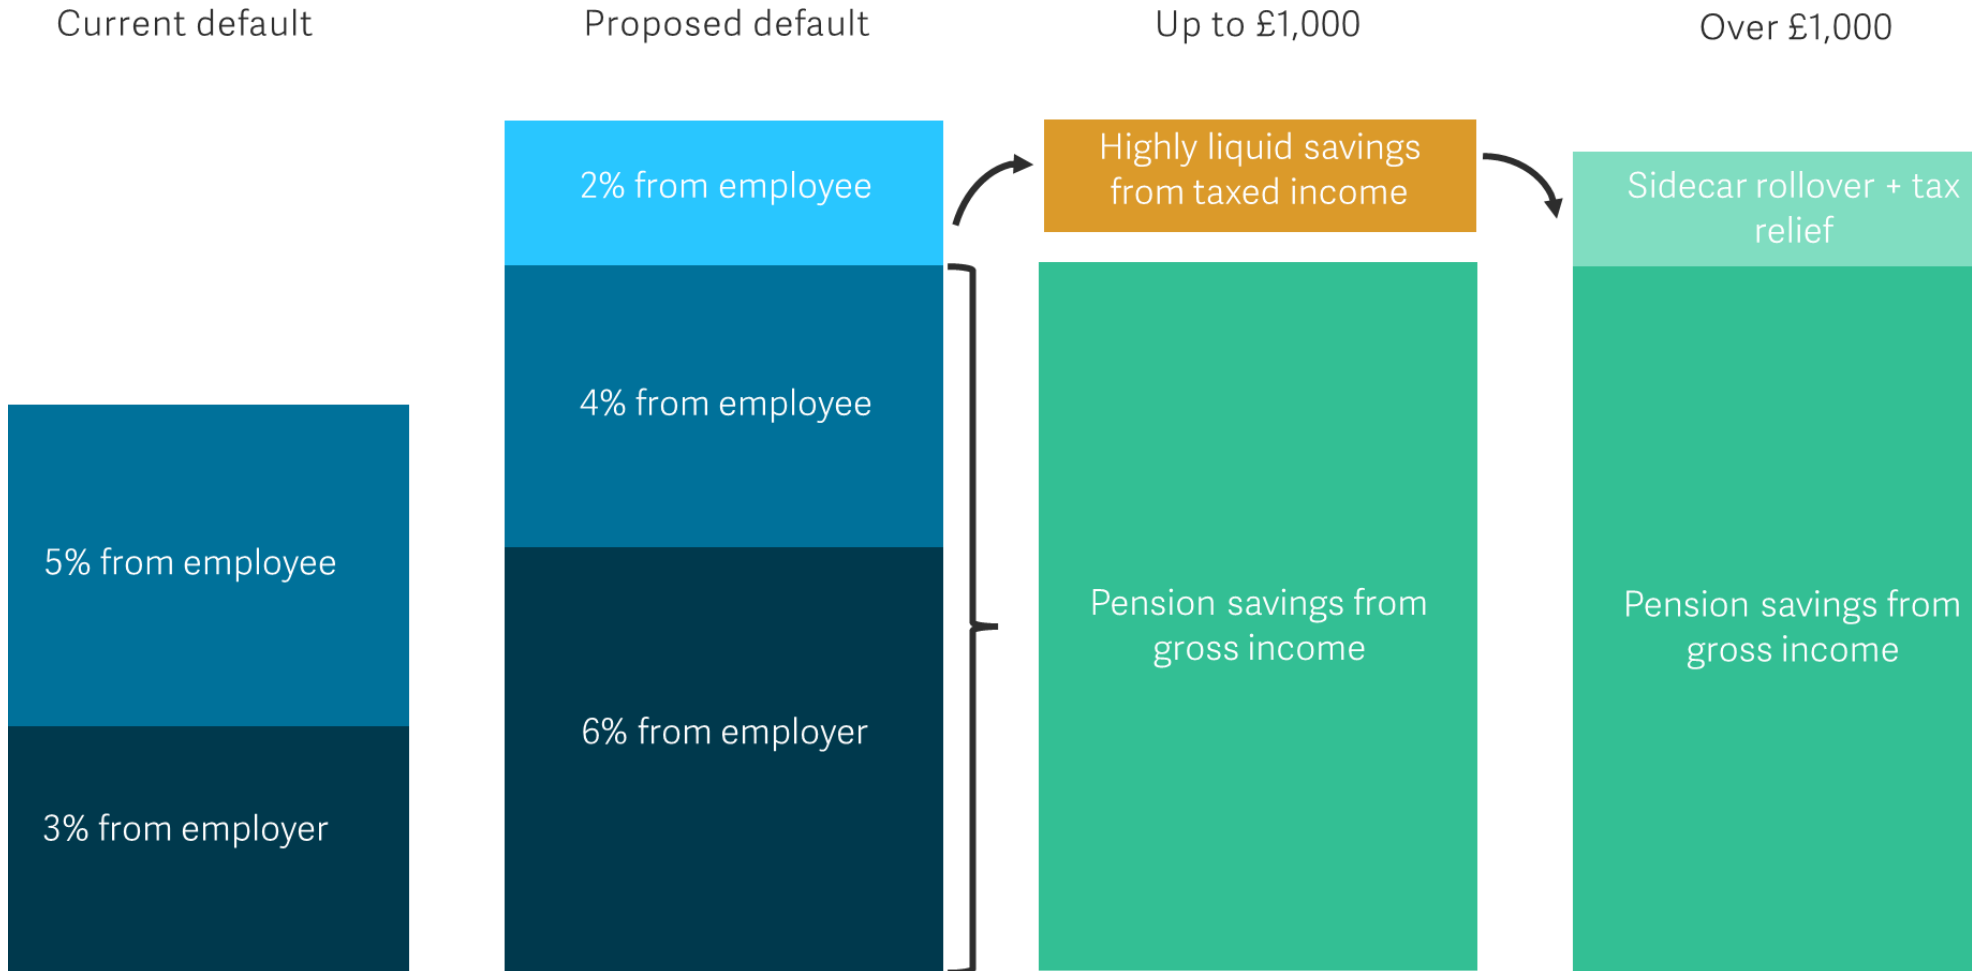 Current default
Proposed default
Up to £1,000
Over £1,000
5% from employee
3% from employer
2% from employee
4% from employee
6% from employer
Highly liquid savings
from taxed income
Pension savings from
gross income
Sidecar rollover + tax
relief
Pension savings from
gross income